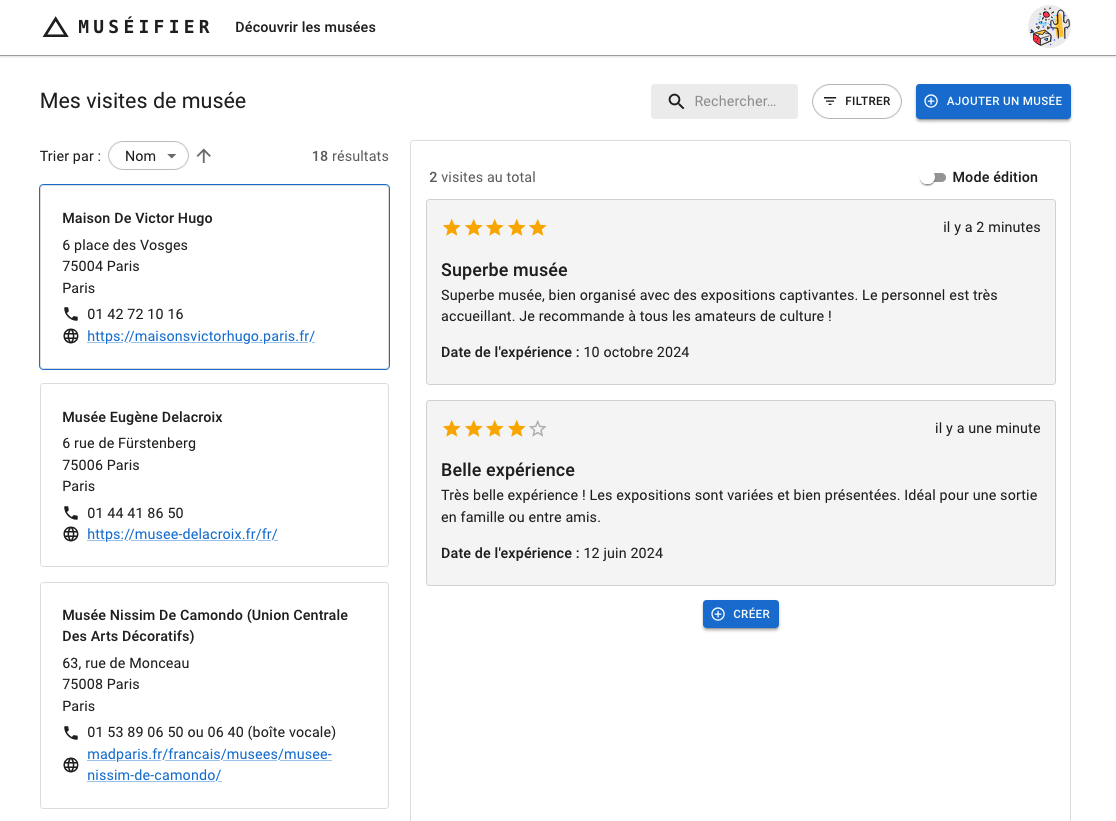 MUSÉIFIER
Découvrir les musées
Mes visites de musée
Rechercher…
FILTRER
AJOUTER UN MUSÉE
Trier par :
Nom
18 résultats
Maison De Victor Hugo
6 place des Vosges
75004 Paris
Paris
01 42 72 10 16
https://maisonsvictorhugo.paris.fr/
Musée Eugène Delacroix
6 rue de Fürstenberg
75006 Paris
Paris
01 44 41 86 50
https://musee-delacroix.fr/fr/
Musée Nissim De Camondo (Union Centrale
Des Arts Décoratifs)
63, rue de Monceau
75008 Paris
Paris
01 53 89 06 50 ou 06 40 (boîte vocale)
madparis.fr/francais/musees/musee-
nissim-de-camondo/
2 visites au total
Mode édition
il y a 2 minutes
Superbe musée
Superbe musée, bien organisé avec des expositions captivantes. Le personnel est très
accueillant. Je recommande à tous les amateurs de culture !
Date de l'expérience : 10 octobre 2024
il y a une minute
Belle expérience
Très belle expérience ! Les expositions sont variées et bien présentées. Idéal pour une sortie
en famille ou entre amis.
Date de l'expérience : 12 juin 2024
CRÉER